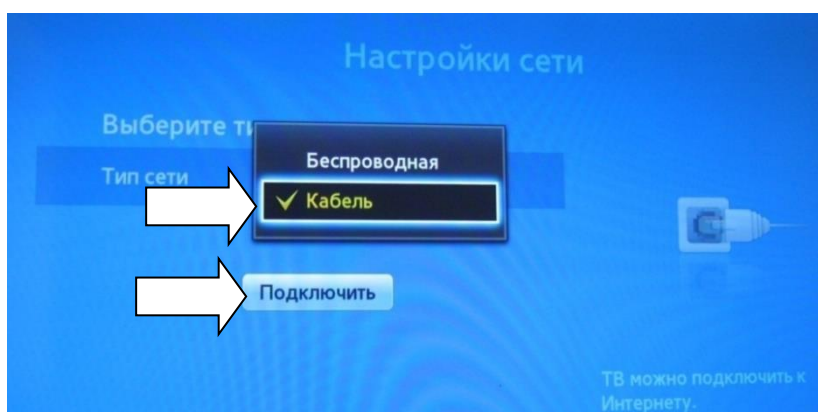 Настройки сети
Выберите ти
Беспроводная
Тип сети
Кабель
Подключить
ТВ можно подключить к
Интернету.